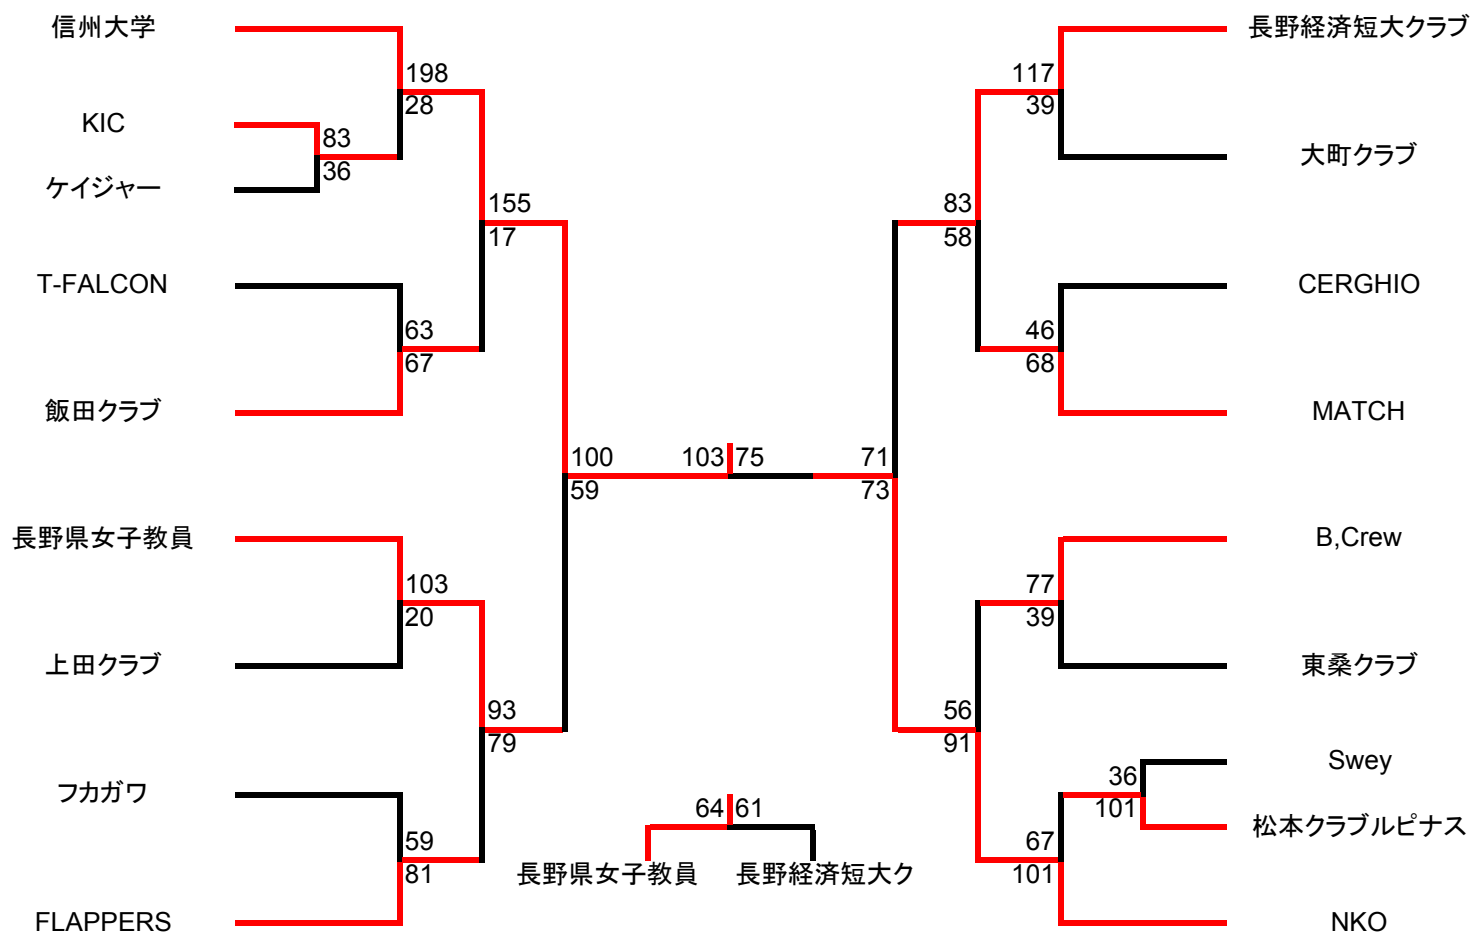 信州大学
長野経済短大クラブ
198
28
117
39
KIC
83
36
ケイジャー
大町クラブ
155
17
83
58
T-FALCON
CERGHIO
63
67
46
68
飯田クラブ
MATCH
100
59
103
75
71
73
長野県女子教員
B,Crew
103
20
77
39
上田クラブ
東桑クラブ
93
79
56
91
フカガワ
Swey
36
101
松本クラブルピナス
59
81
64
61
67
101
長野県女子教員
長野経済短大ク
FLAPPERS
NKO